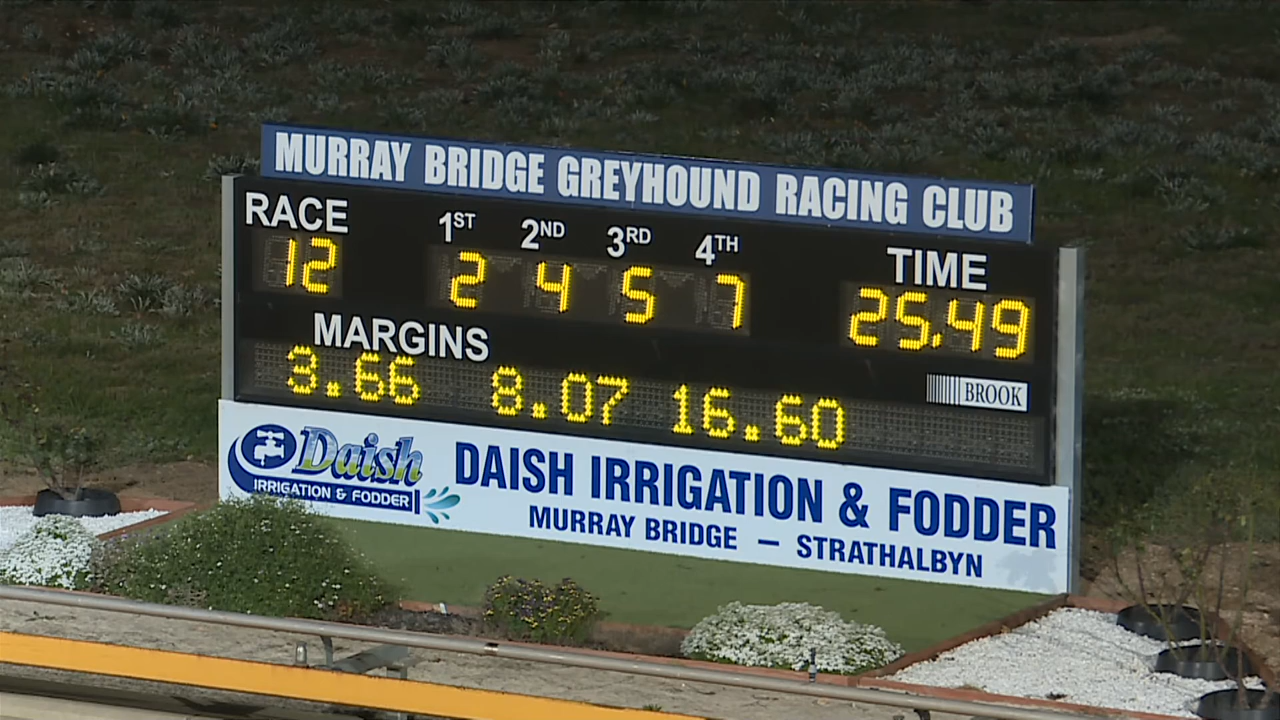 MURRAY BRIDGE GREYHOUND RACING CLUB
RACE 1ST 2ND 3RD 4TH TIME
12 2 4 5 7 25.49
MARGINS
3.66 8.07 16.60
BROOK
Daish
IRRIGATION & FODDER
DAISH IRRIGATION & FODDER
MURRAY BRIDGE – STRATHALBYN